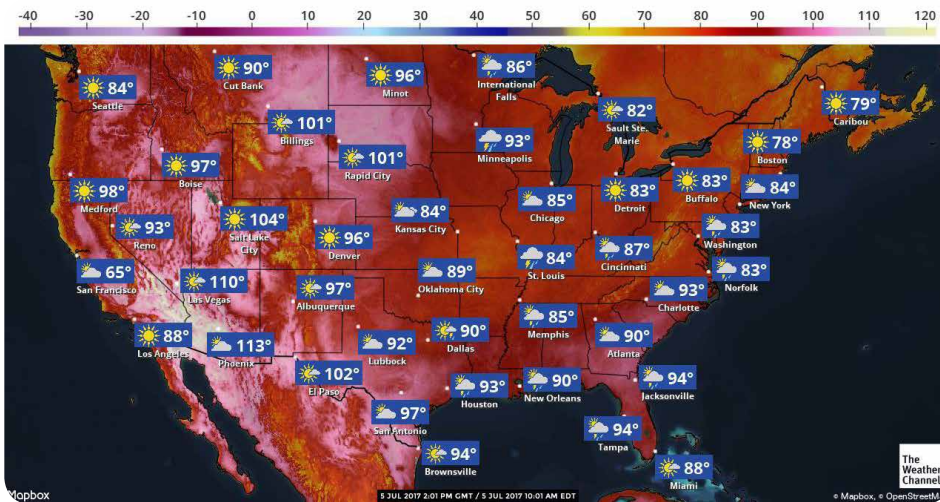 -40 -30 -20 -10 0 10 20 30 40 50 60 70 80 90 100 110 120
84°
Seattle
90°
Cut Bank
96°
Minot
86°
International
Falls
82°
Sault Ste.
Marie
79°
Caribou
101°
Billings
93°
Minneapolis
78°
Boston
97°
Boise
101°
Rapid City
98°
Medford
85°
Chicago
83°
Detroit
83°
Buffalo
84°
New York
93°
Reno
104°
Salt Lake
City
96°
Denver
84°
Kansas City
84°
St. Louis
87°
Cincinnati
83°
Washington
65°
San Francisco
110°
Las Vegas
97°
Albuquerque
89°
Oklahoma City
93°
Charlotte
83°
Norfolk
88°
Los Angeles
113°
Phoenix
92°
Lubbock
90°
Dallas
85°
Memphis
90°
Atlanta
102°
El Paso
97°
San Antonio
93°
Houston
90°
New Orleans
94°
Jacksonville
94°
Brownsville
94°
Tampa
88°
Miami
The
Weather
Channel
Mapbox
5 JUL 2017 2:01 PM GMT / 5 JUL 2017 10:01 AM EDT
© Mapbox, © OpenStreetM